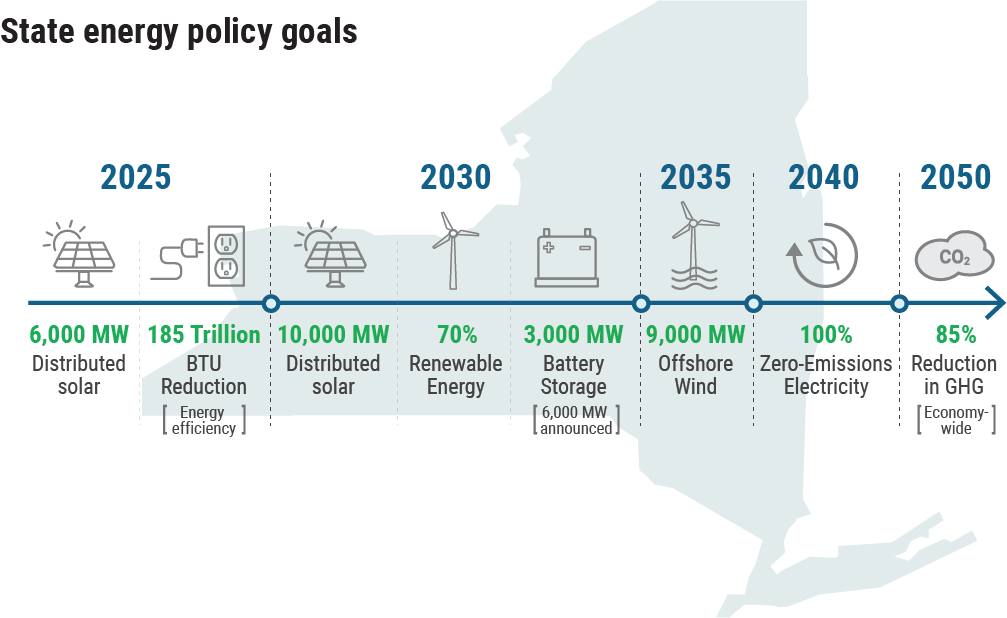 State energy policy goals
2025
2030
2035
2040
2050
CO₂
6,000 MW
Distributed
solar
185 Trillion
BTU
Reduction
[Energy
efficiency]
10,000 MW
Distributed
solar
70%
Renewable
Energy
3,000 MW
Battery
Storage
[6,000 MW
announced]
9,000 MW
Offshore
Wind
100%
Zero-Emissions
Electricity
85%
Reduction
in GHG
[Economy-
wide]